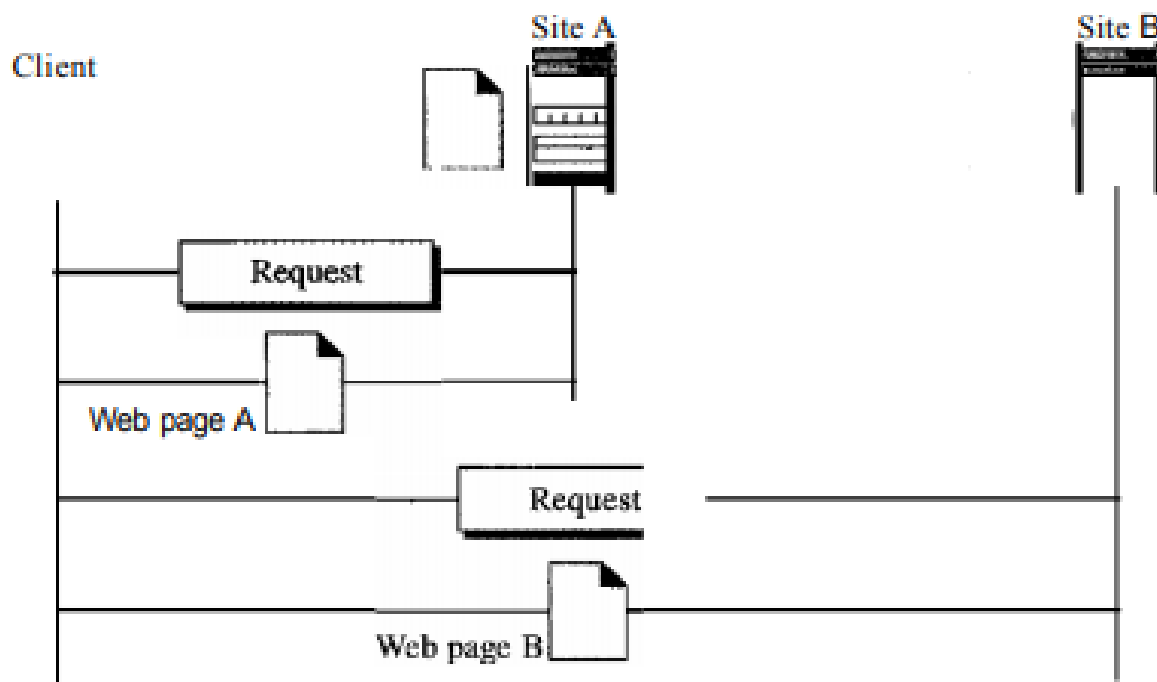 Site A
Site B
Client
Request
Web page A
Request
Web page B